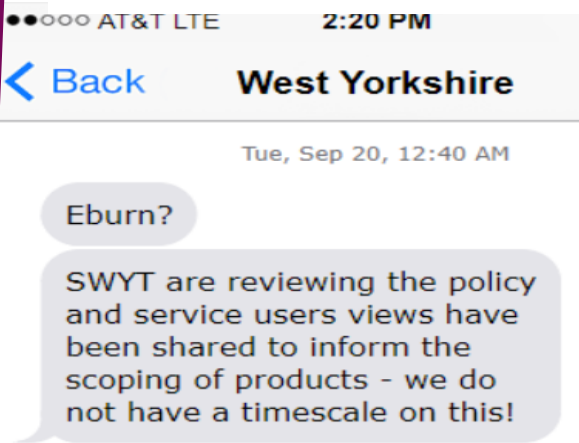 AT&T LTE 2:20 PM
Back West Yorkshire
Tue, Sep 20, 12:40 AM
Eburn?
SWYT are reviewing the policy
and service users views have
been shared to inform the
scoping of products - we do
not have a timescale on this!